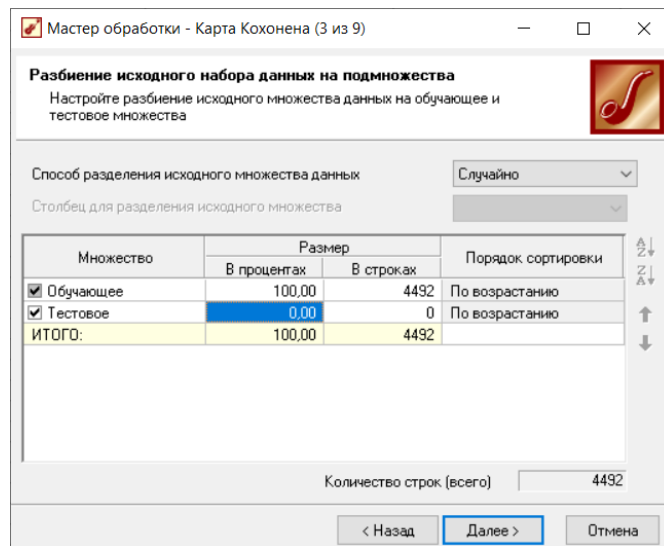 Мастер обработки - Карта Кохонена (3 из 9)
Разбиение исходного набора данных на подмножества
Настройте разбиение исходного множества данных на обучающее и
тестовое множества
Способ разделения исходного множества данных Случайно
Столбец для разделения исходного множества
Множество Размер Порядок сортировки
В процентах В строках
Обучающее 100,00 4492 По возрастанию
Тестовое 0,00 0 По возрастанию
ИТОГО: 100,00 4492
Количество строк (всего) 4492
< Назад Далее > Отмена